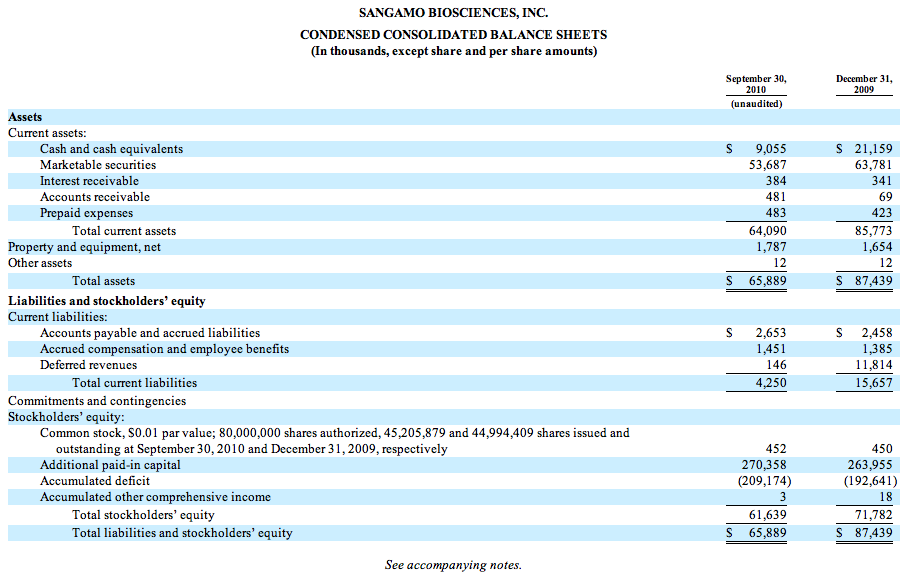 SANGAMO BIOSCIENCES, INC.
CONDENSED CONSOLIDATED BALANCE SHEETS
(In thousands, except share and per share amounts)
September 30, December 31,
2010 2009
(unaudited)
Assets
Current assets:
Cash and cash equivalents $ 9,055 $ 21,159
Marketable securities 53,687 63,781
Interest receivable 384 341
Accounts receivable 481 69
Prepaid expenses 483 423
Total current assets 64,090 85,773
Property and equipment, net 1,787 1,654
Other assets 12 12
Total assets $ 65,889 $ 87,439
Liabilities and stockholders’ equity
Current liabilities:
Accounts payable and accrued liabilities $ 2,653 $ 2,458
Accrued compensation and employee benefits 1,451 1,385
Deferred revenues 146 11,814
Total current liabilities 4,250 15,657
Commitments and contingencies
Stockholders’ equity:
Common stock, $0.01 par value; 80,000,000 shares authorized, 45,205,879 and 44,994,409 shares issued and
outstanding at September 30, 2010 and December 31, 2009, respectively 452 450
Additional paid-in capital 270,358 263,955
Accumulated deficit (209,174) (192,641)
Accumulated other comprehensive income 3 18
Total stockholders’ equity 61,639 71,782
Total liabilities and stockholders’ equity $ 65,889 $ 87,439
See accompanying notes.